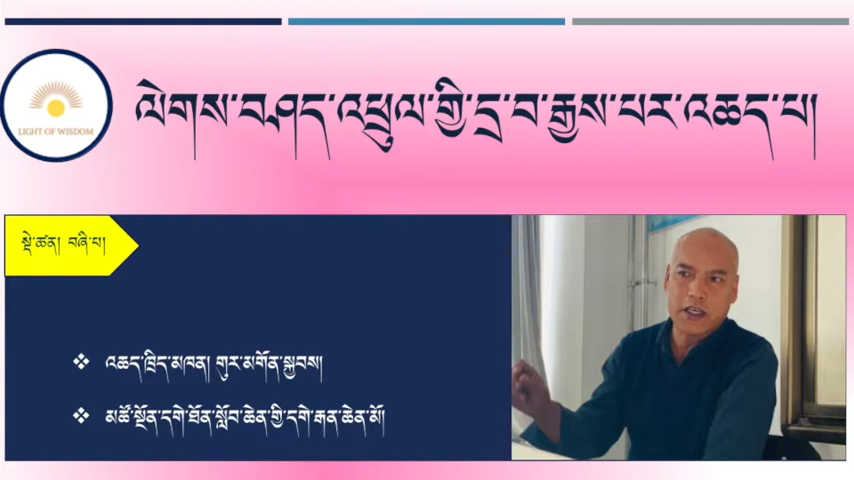 LIGHT OF WISDOM
ལེགས་བཤད་འཕྲུལ་གྱི་དྲ་བ་རྒྱས་པར་འཆད་པ།
སྡེ་ཚན། བཞི་པ།
འཆད་ཁྲིད་མཁན། གུར་མགོན་སྐྱབས།
མཚོ་སྔོན་དགེ་ཐོན་སློབ་ཆེན་གྱི་དགེ་རྒན་ཆེན་མོ།